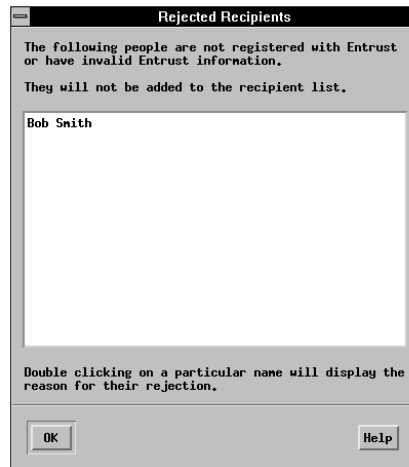 Rejected Recipients
The following people are not registered with Entrust
or have invalid Entrust information.
They will not be added to the recipient list.
Bob Smith
Double clicking on a particular name will display the
reason for their rejection.
OK
Help